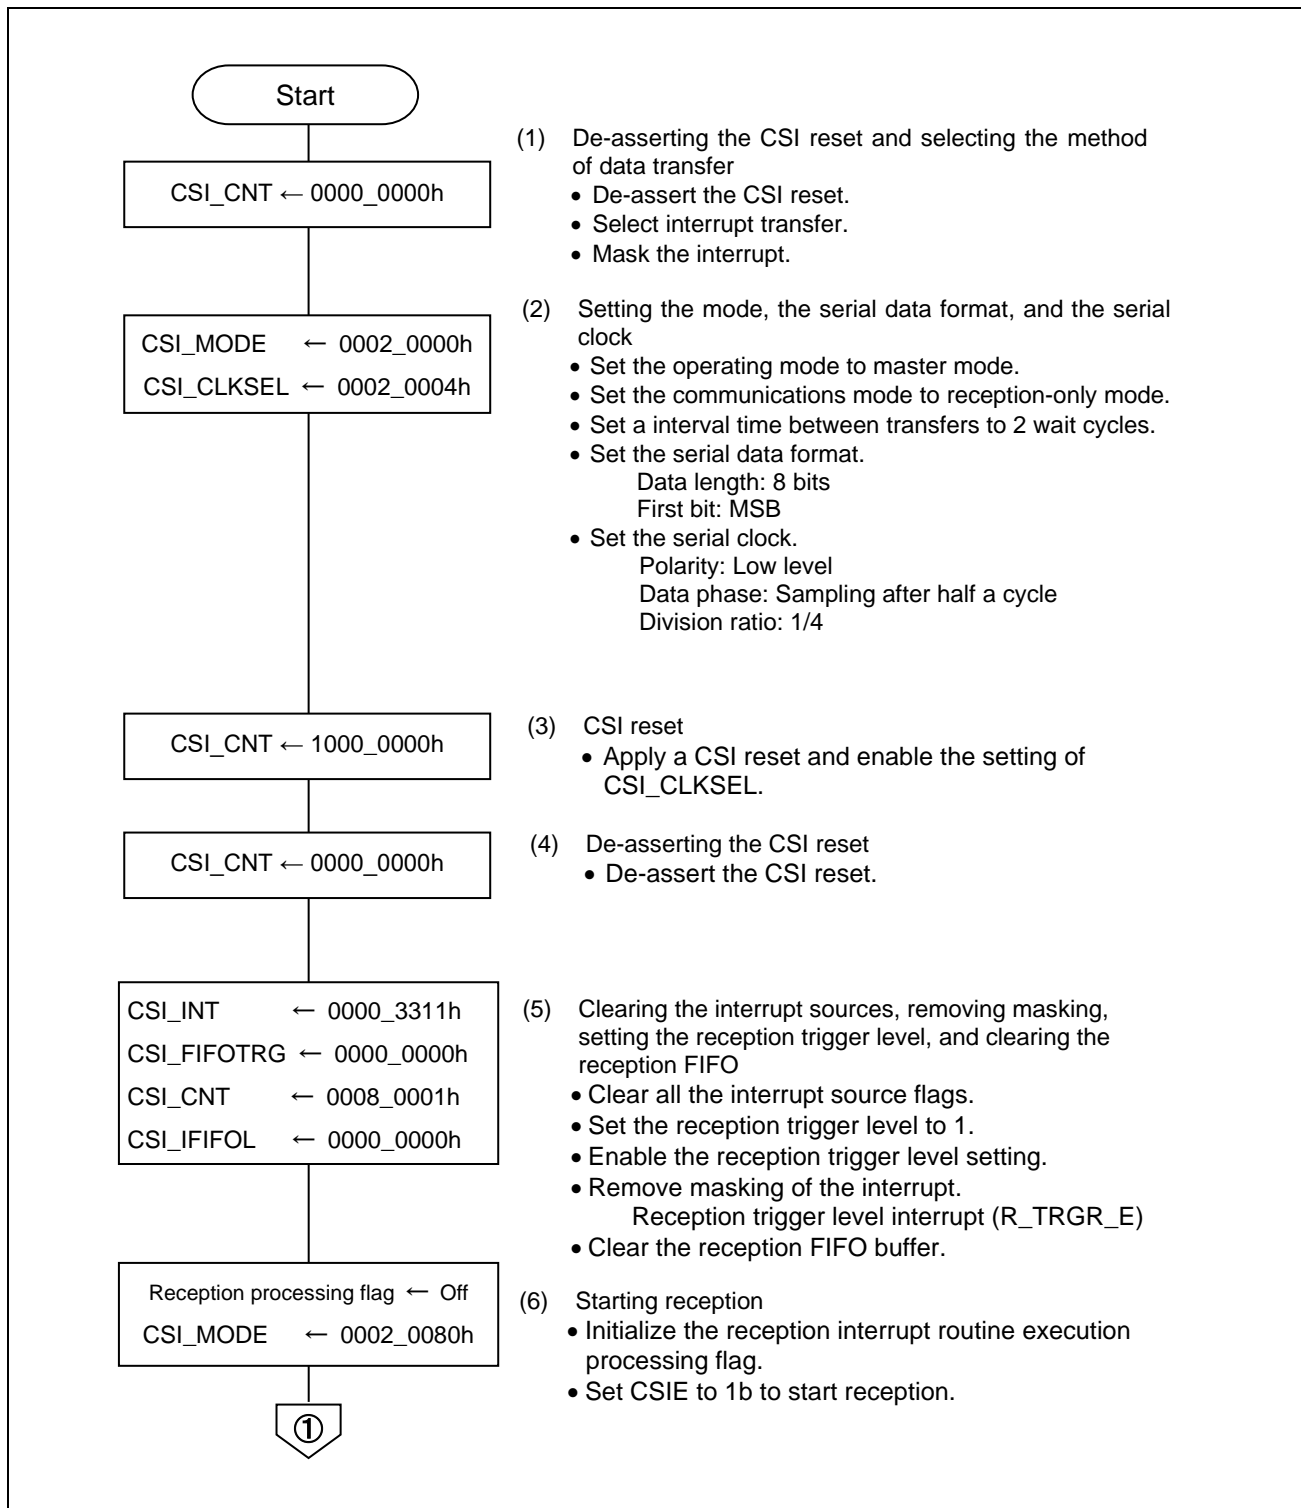 Start
CSI_CNT ← 0000_0000h
(1) De-asserting the CSI reset and selecting the method
of data transfer
• De-assert the CSI reset.
• Select interrupt transfer.
• Mask the interrupt.
CSI_MODE ← 0002_0000h
CSI_CLKSEL ← 0002_0004h
(2) Setting the mode, the serial data format, and the serial
clock
• Set the operating mode to master mode.
• Set the communications mode to reception-only mode.
• Set a interval time between transfers to 2 wait cycles.
• Set the serial data format.
Data length: 8 bits
First bit: MSB
• Set the serial clock.
Polarity: Low level
Data phase: Sampling after half a cycle
Division ratio: 1/4
CSI_CNT ← 1000_0000h
(3) CSI reset
• Apply a CSI reset and enable the setting of
CSI_CLKSEL.
CSI_CNT ← 0000_0000h
(4) De-asserting the CSI reset
• De-assert the CSI reset.
CSI_INT ← 0000_3311h
CSI_FIFOTRG ← 0000_0000h
CSI_CNT ← 0008_0001h
CSI_IFIFOL ← 0000_0000h
(5) Clearing the interrupt sources, removing masking,
setting the reception trigger level, and clearing the
reception FIFO
• Clear all the interrupt source flags.
• Set the reception trigger level to 1.
• Enable the reception trigger level setting.
• Remove masking of the interrupt.
Reception trigger level interrupt (R_TRGR_E)
• Clear the reception FIFO buffer.
Reception processing flag ← Off
CSI_MODE ← 0002_0080h
(6) Starting reception
• Initialize the reception interrupt routine execution
processing flag.
• Set CSIE to 1b to start reception.
①